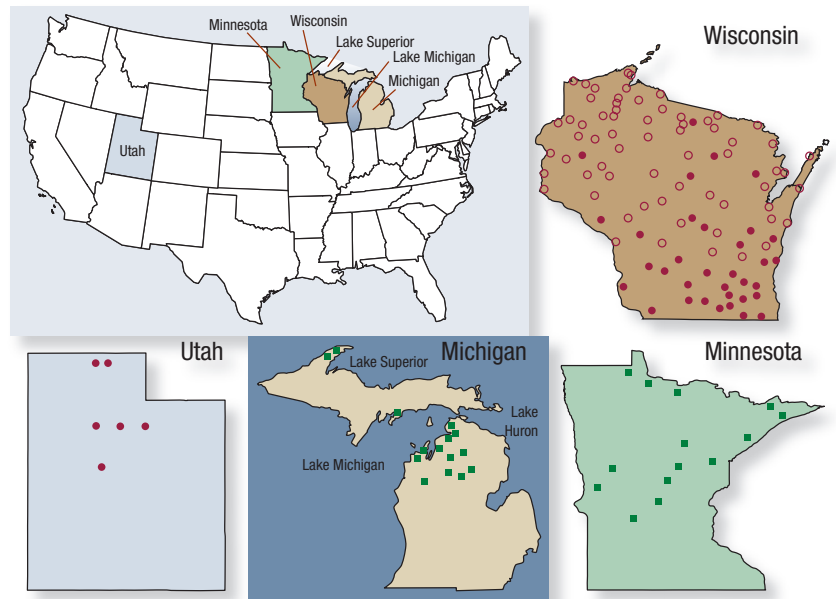 Minnesota
Wisconsin
Lake Superior
Lake Michigan
Michigan
Utah
Wisconsin
Utah
Lake Superior
Michigan
Lake
Huron
Lake Michigan
Minnesota